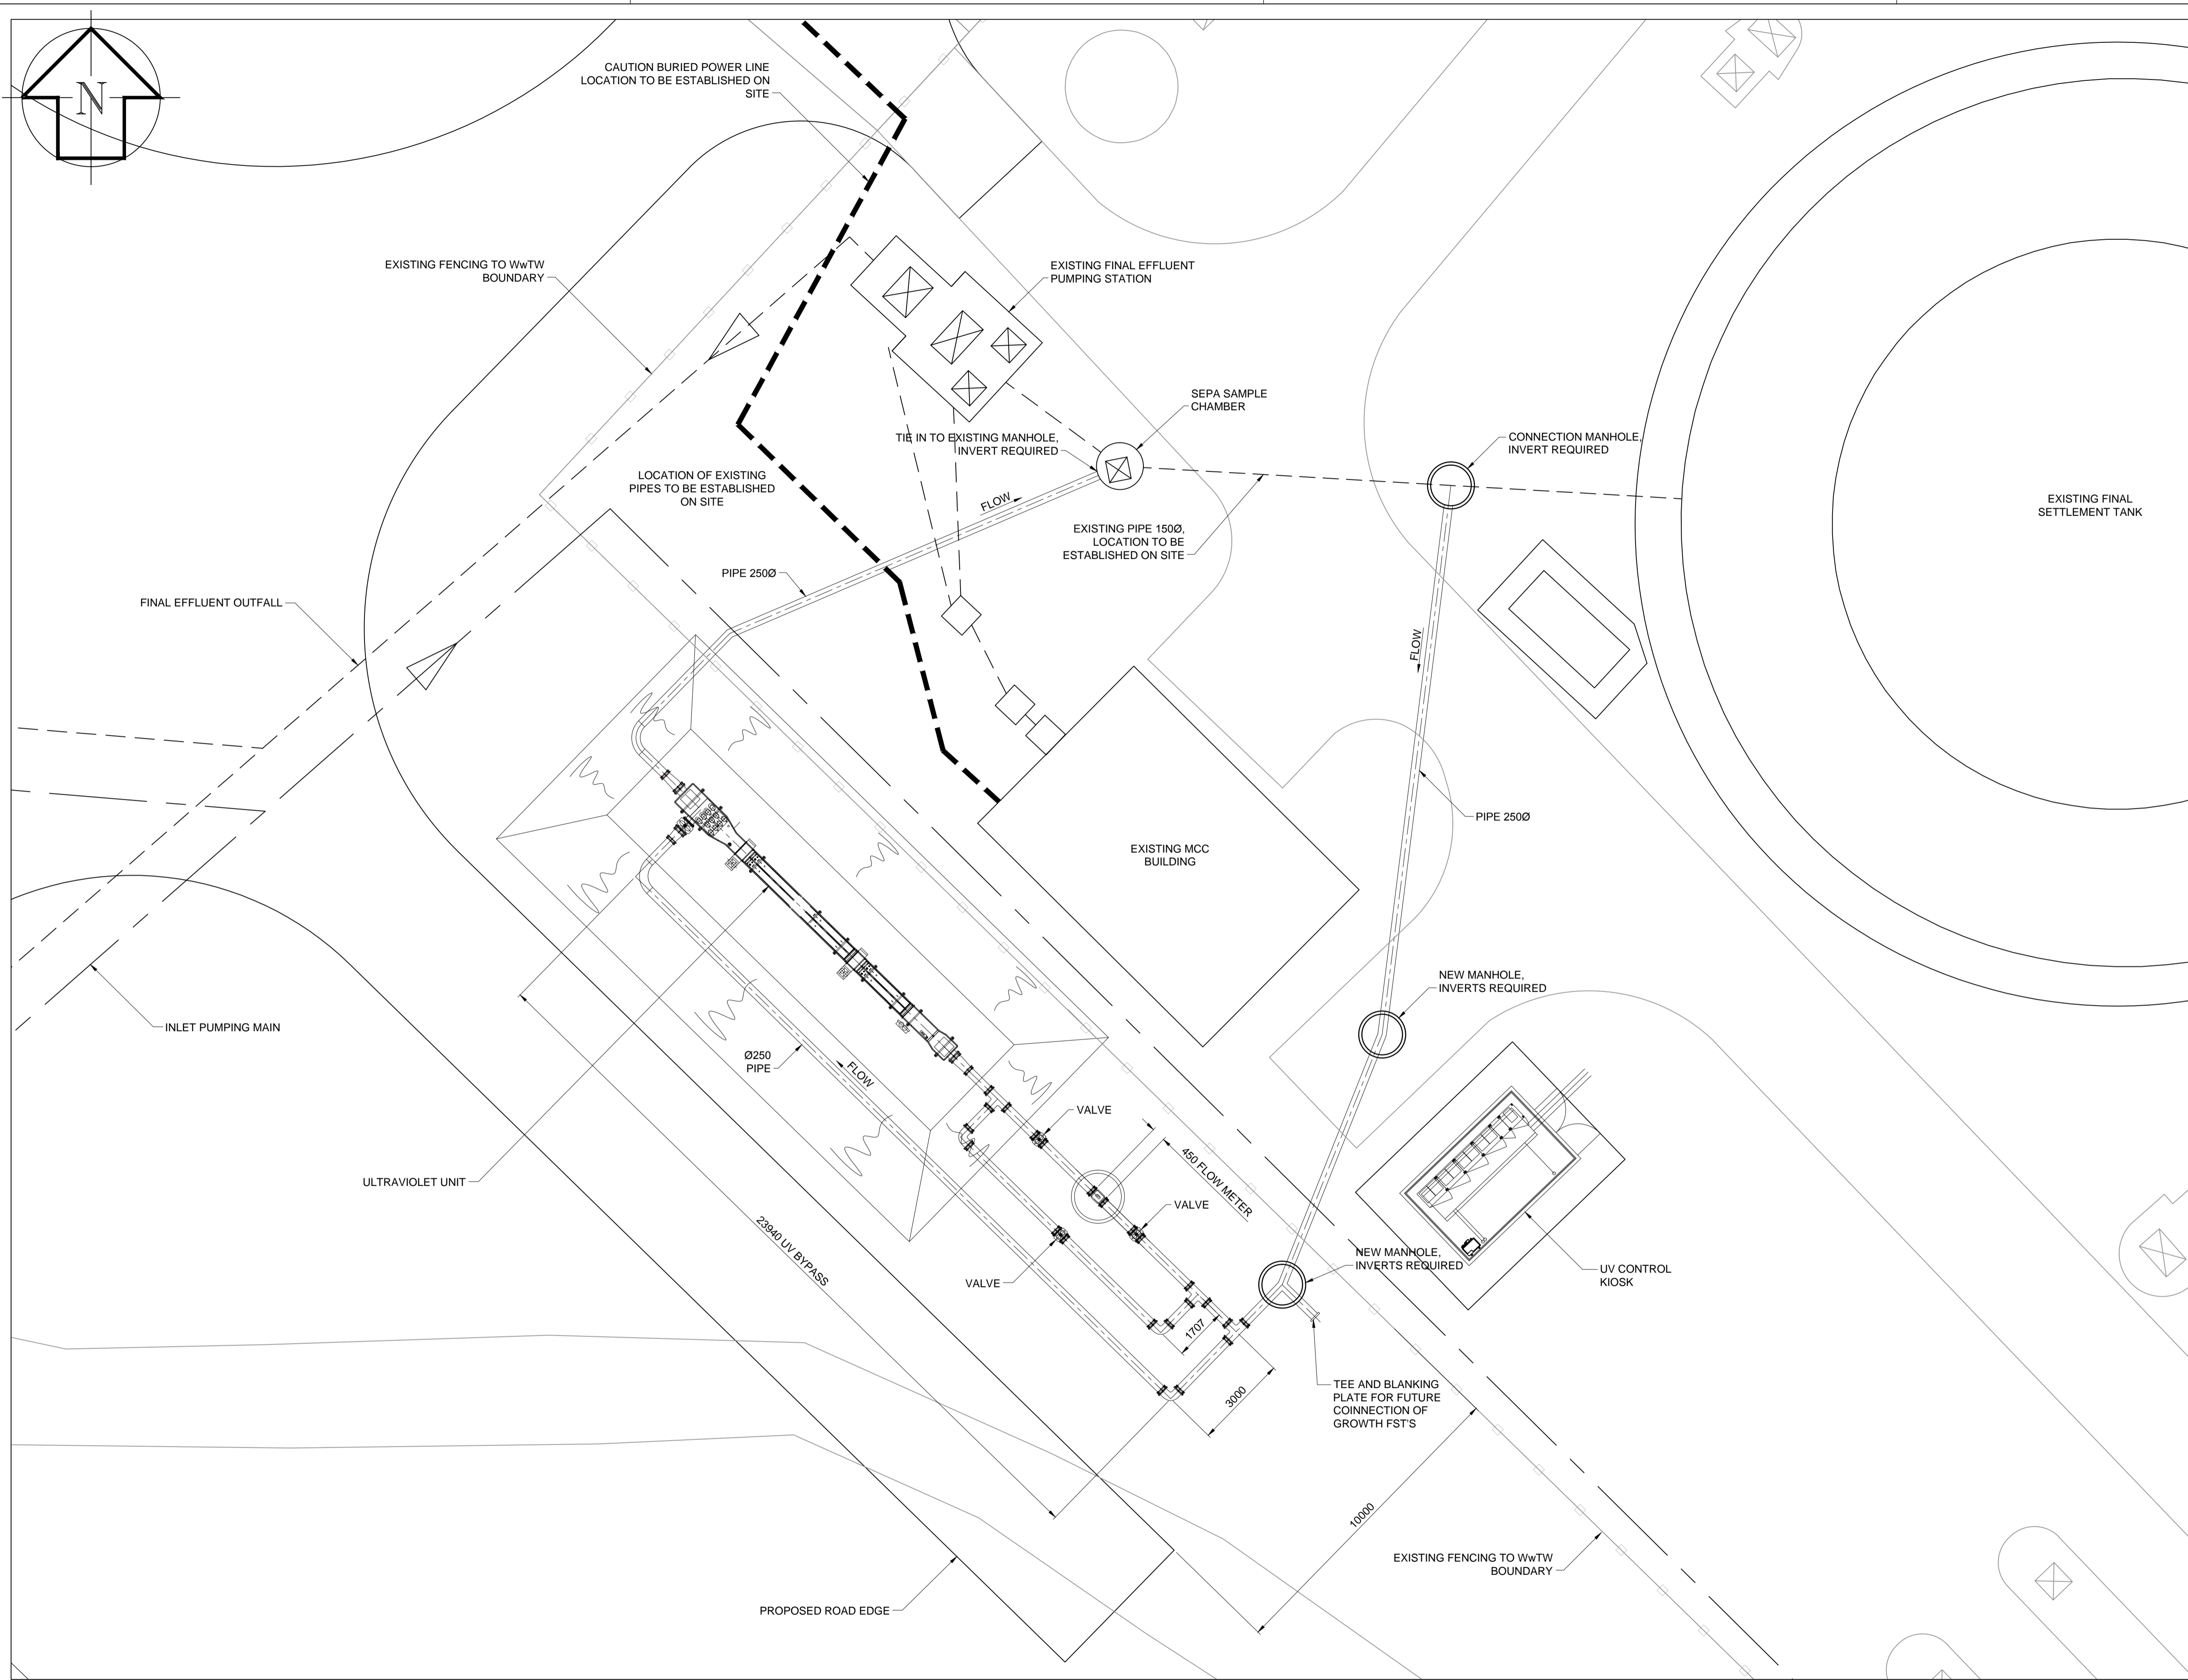 N
CAUTION BURIED POWER LINE
LOCATION TO BE ESTABLISHED ON
SITE
EXISTING FENCING TO WwTW
BOUNDARY
EXISTING FINAL EFFLUENT
PUMPING STATION
SEPA SAMPLE
CHAMBER
TIE IN TO EXISTING MANHOLE,
INVERT REQUIRED
CONNECTION MANHOLE,
INVERT REQUIRED
LOCATION OF EXISTING
PIPES TO BE ESTABLISHED
ON SITE
FLOW
EXISTING FINAL
SETTLEMENT TANK
EXISTING PIPE 150Ø,
LOCATION TO BE
ESTABLISHED ON SITE
PIPE 250Ø
FINAL EFFLUENT OUTFALL
FLOW
PIPE 250Ø
EXISTING MCC
BUILDING
NEW MANHOLE,
INVERTS REQUIRED
INLET PUMPING MAIN
Ø250
PIPE
FLOW
VALVE
450 FLOW METER
ULTRAVIOLET UNIT
VALVE
23940 UV BYPASS
NEW MANHOLE,
INVERTS REQUIRED
UV CONTROL
KIOSK
VALVE
1707
TEE AND BLANKING
PLATE FOR FUTURE
COINNECTION OF
GROWTH FST'S
3000
10000
EXISTING FENCING TO WwTW
BOUNDARY
PROPOSED ROAD EDGE